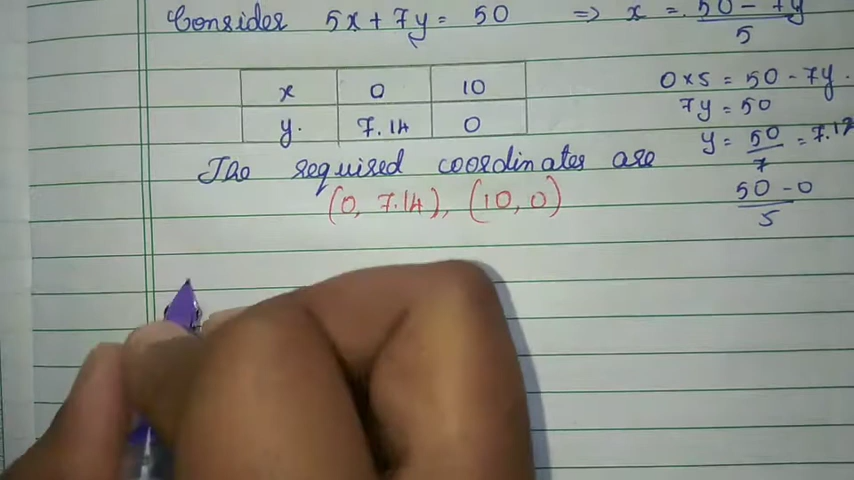 Consider 5x + 7y = 50 ⇒ x = 50 - 7y
5
x 0 10
y. 7.14 0
0 x 5 = 50 - 7y.
7y = 50
y = 50/7 = 7.17
50 - 0
5
The required coordinates are
(0, 7.14), (10, 0)